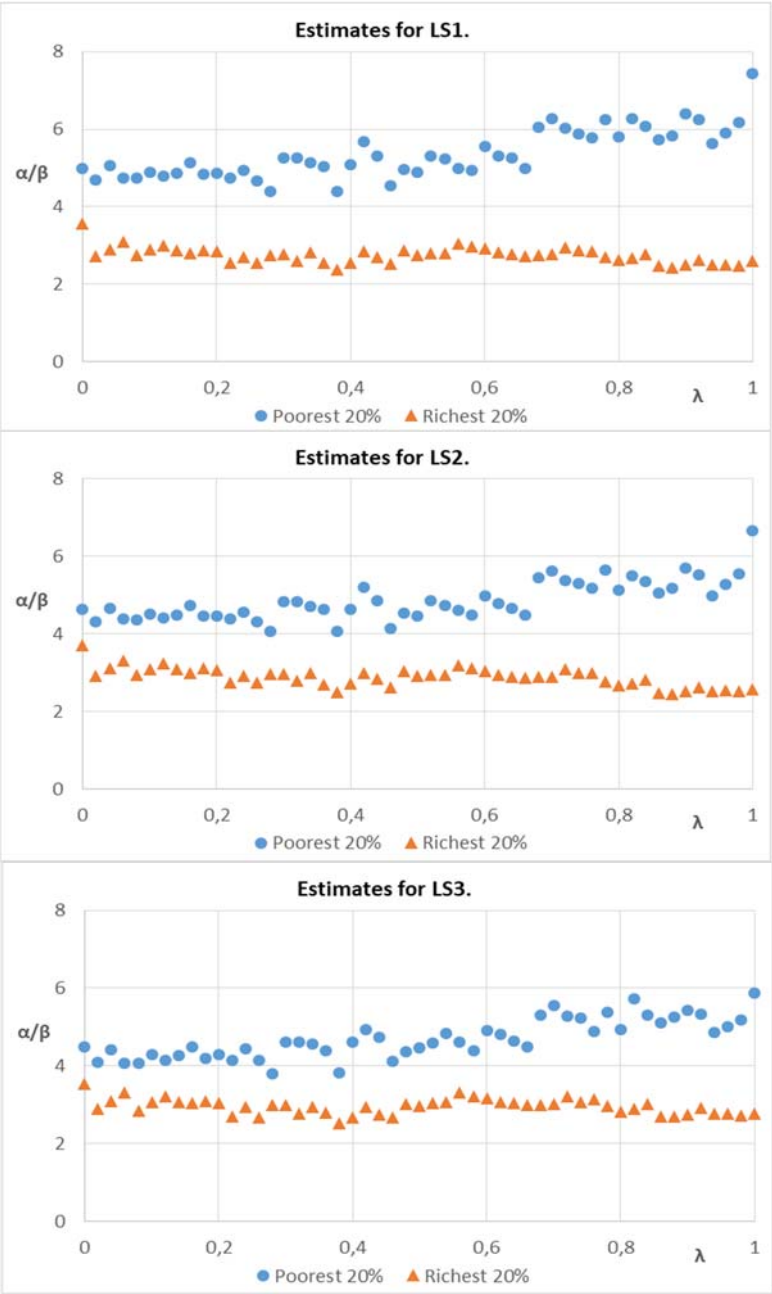 Estimates for LS1.
8
6
α/β
4
2
0
0 0,2 0,4 0,6 0,8 1
λ
Poorest 20% Richest 20%
Estimates for LS2.
8
6
α/β
4
2
0
0 0,2 0,4 0,6 0,8 1
λ
Poorest 20% Richest 20%
Estimates for LS3.
8
6
α/β
4
2
0
0 0,2 0,4 0,6 0,8 1
λ
Poorest 20% Richest 20%